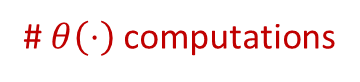 # θ(·) computations